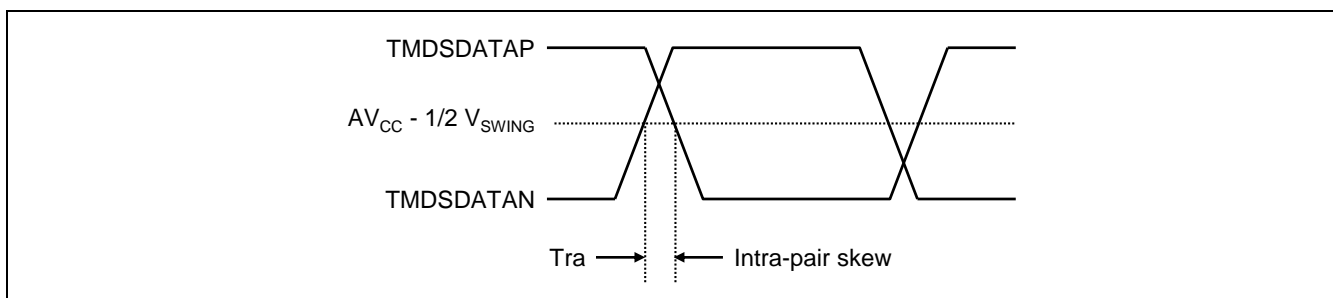 TMDSDATAP
AVCC - 1/2 VSWING
TMDSDATAN
Tra
Intra-pair skew